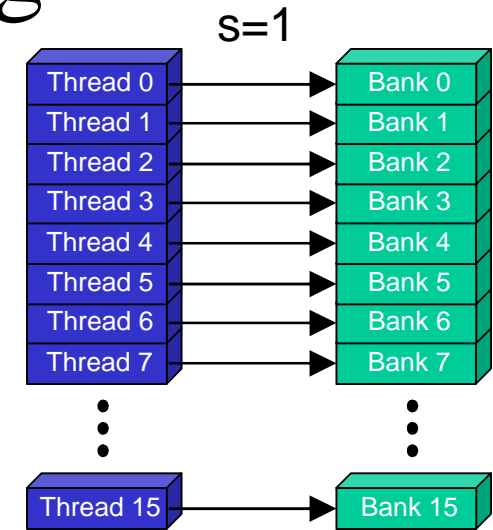 s=1
Thread 0 Bank 0
Thread 1 Bank 1
Thread 2 Bank 2
Thread 3 Bank 3
Thread 4 Bank 4
Thread 5 Bank 5
Thread 6 Bank 6
Thread 7 Bank 7
Thread 15 Bank 15